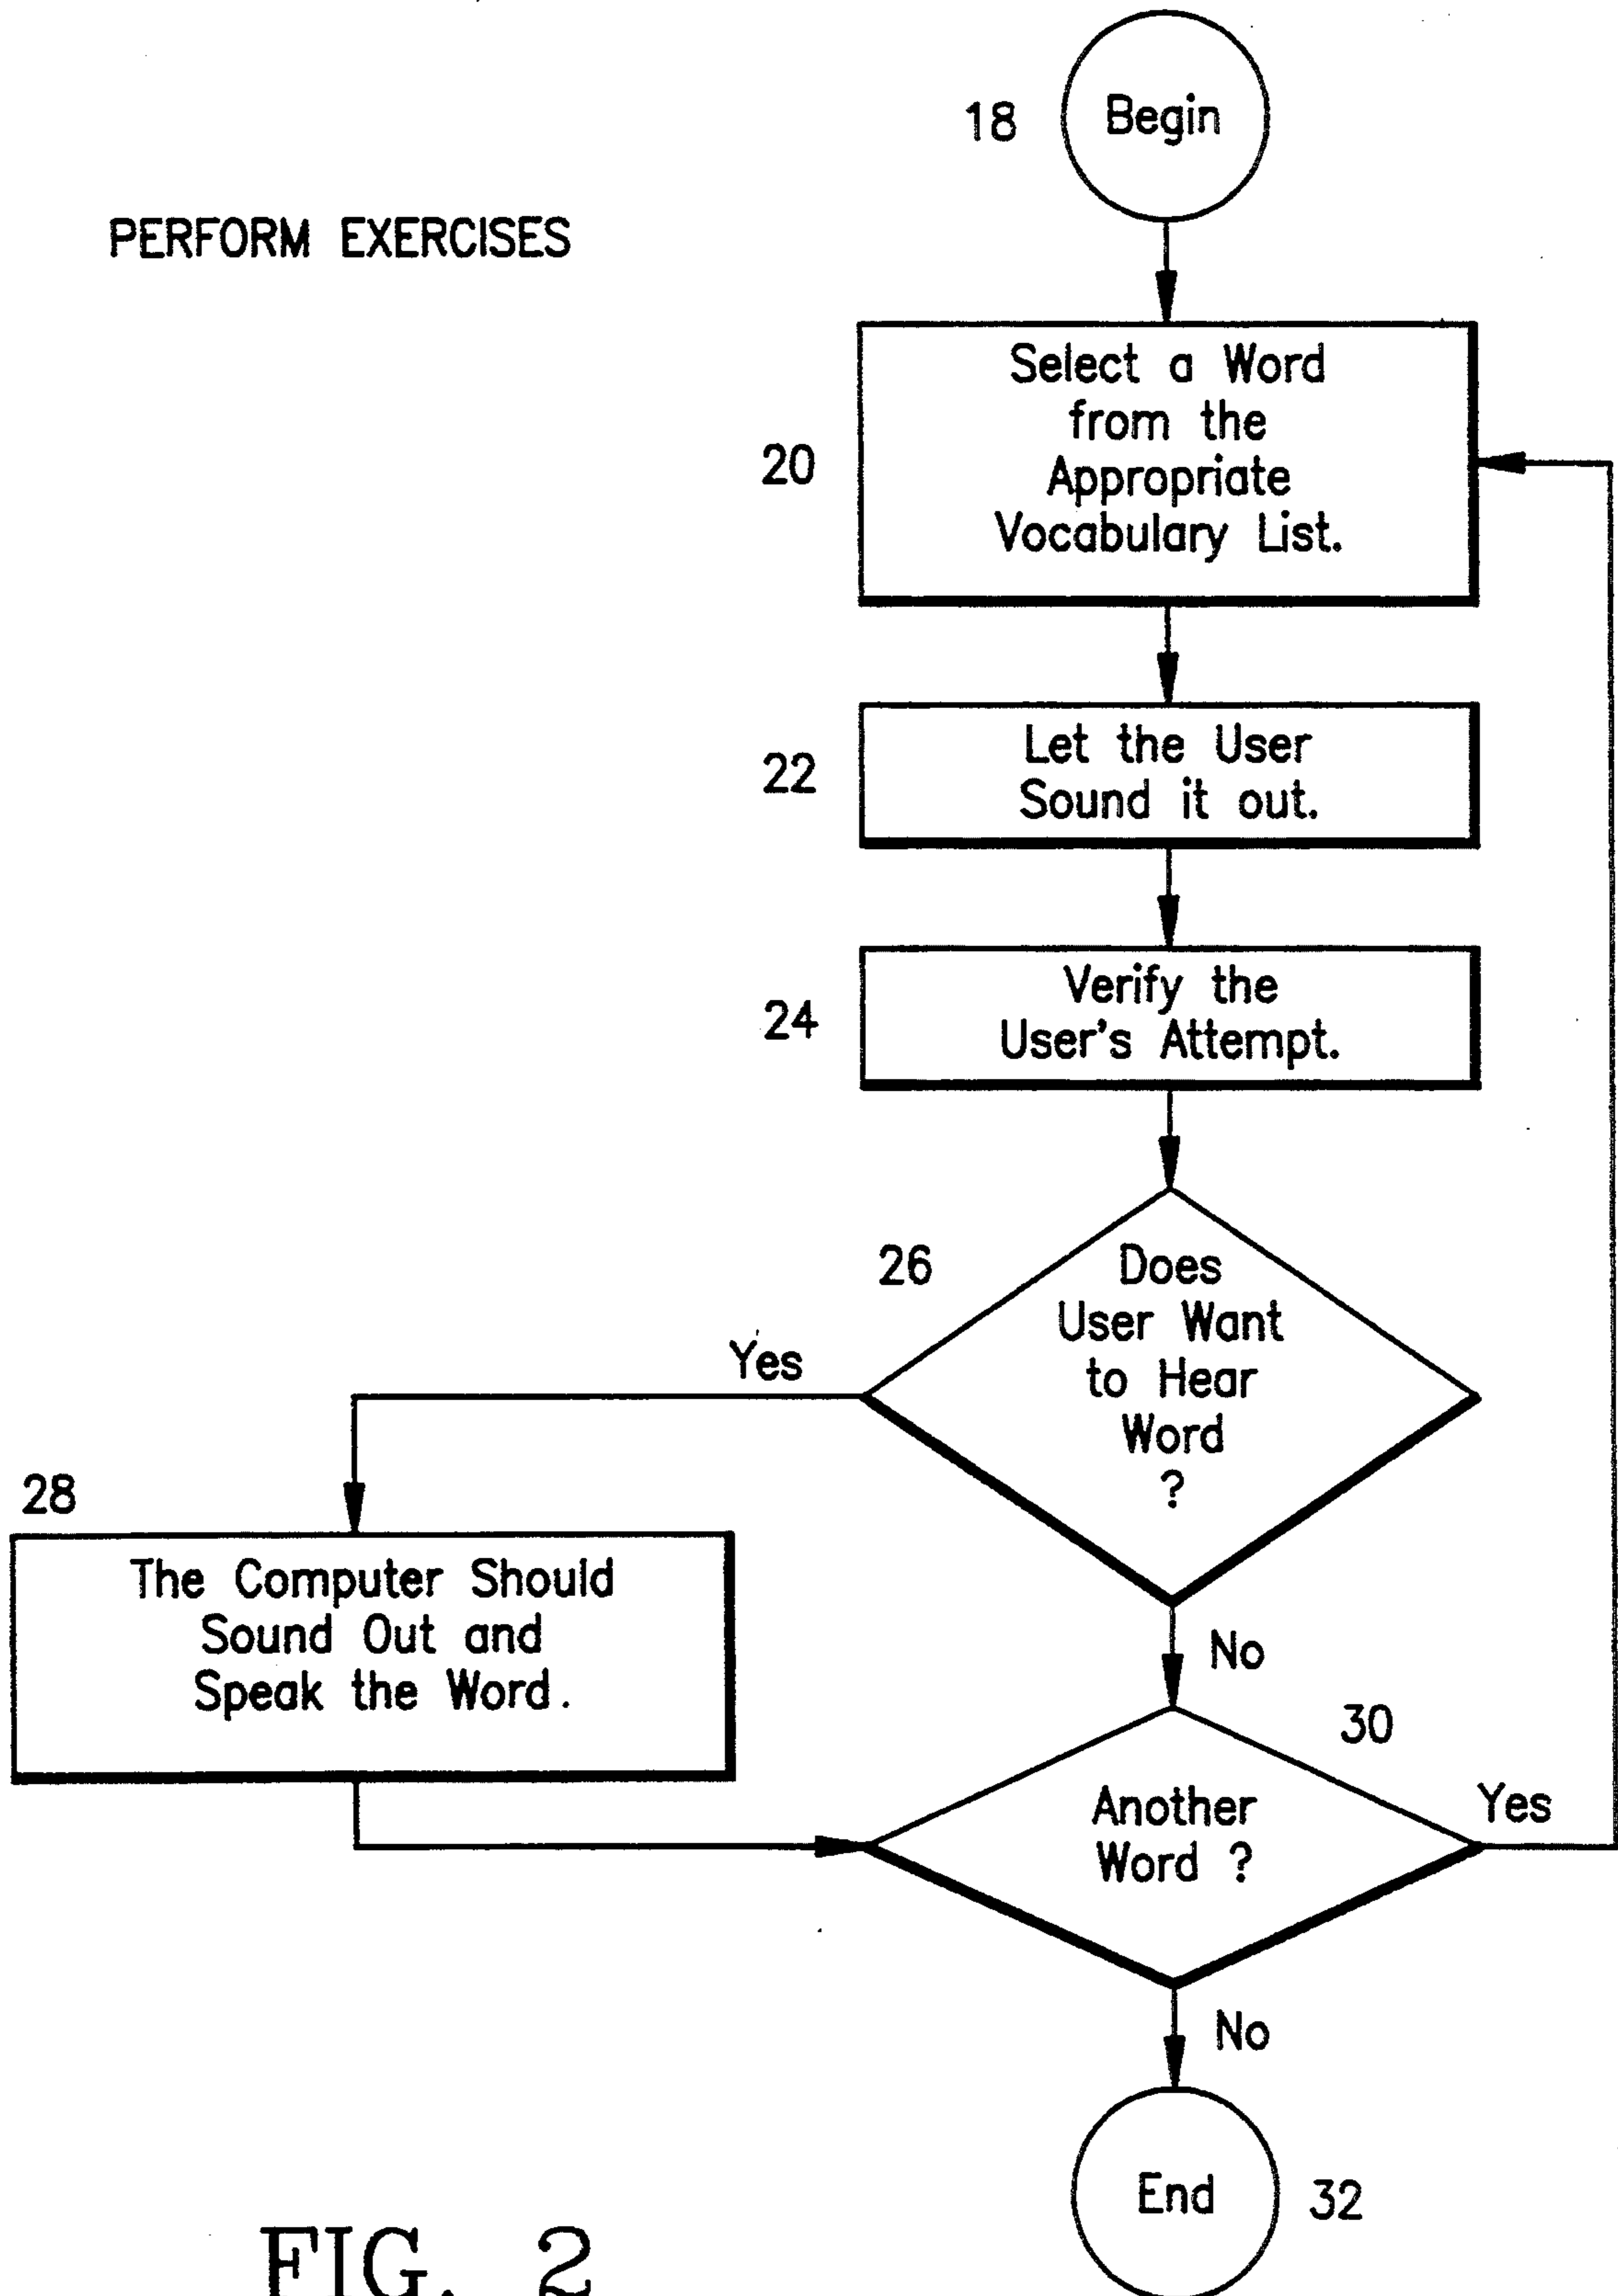 18
Begin
PERFORM EXERCISES
20
Select a Word
from the
Appropriate
Vocabulary List.
22
Let the User
Sound it out.
24
Verify the
User's Attempt.
26
Does
User Want
to Hear
Word
?
Yes
28
The Computer Should
Sound Out and
Speak the Word.
No
30
Another
Word ?
Yes
No
End
32
FIG. 2